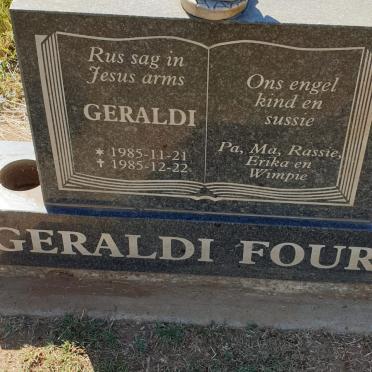 Rus sag in
Jesus arms
GERALDI
* 1985-11-21
✝ 1985-12-22
Ons engel
kind en
sussie
Pa, Ma, Rassie,
Erika en
Wimpie
GERALDI FOUR